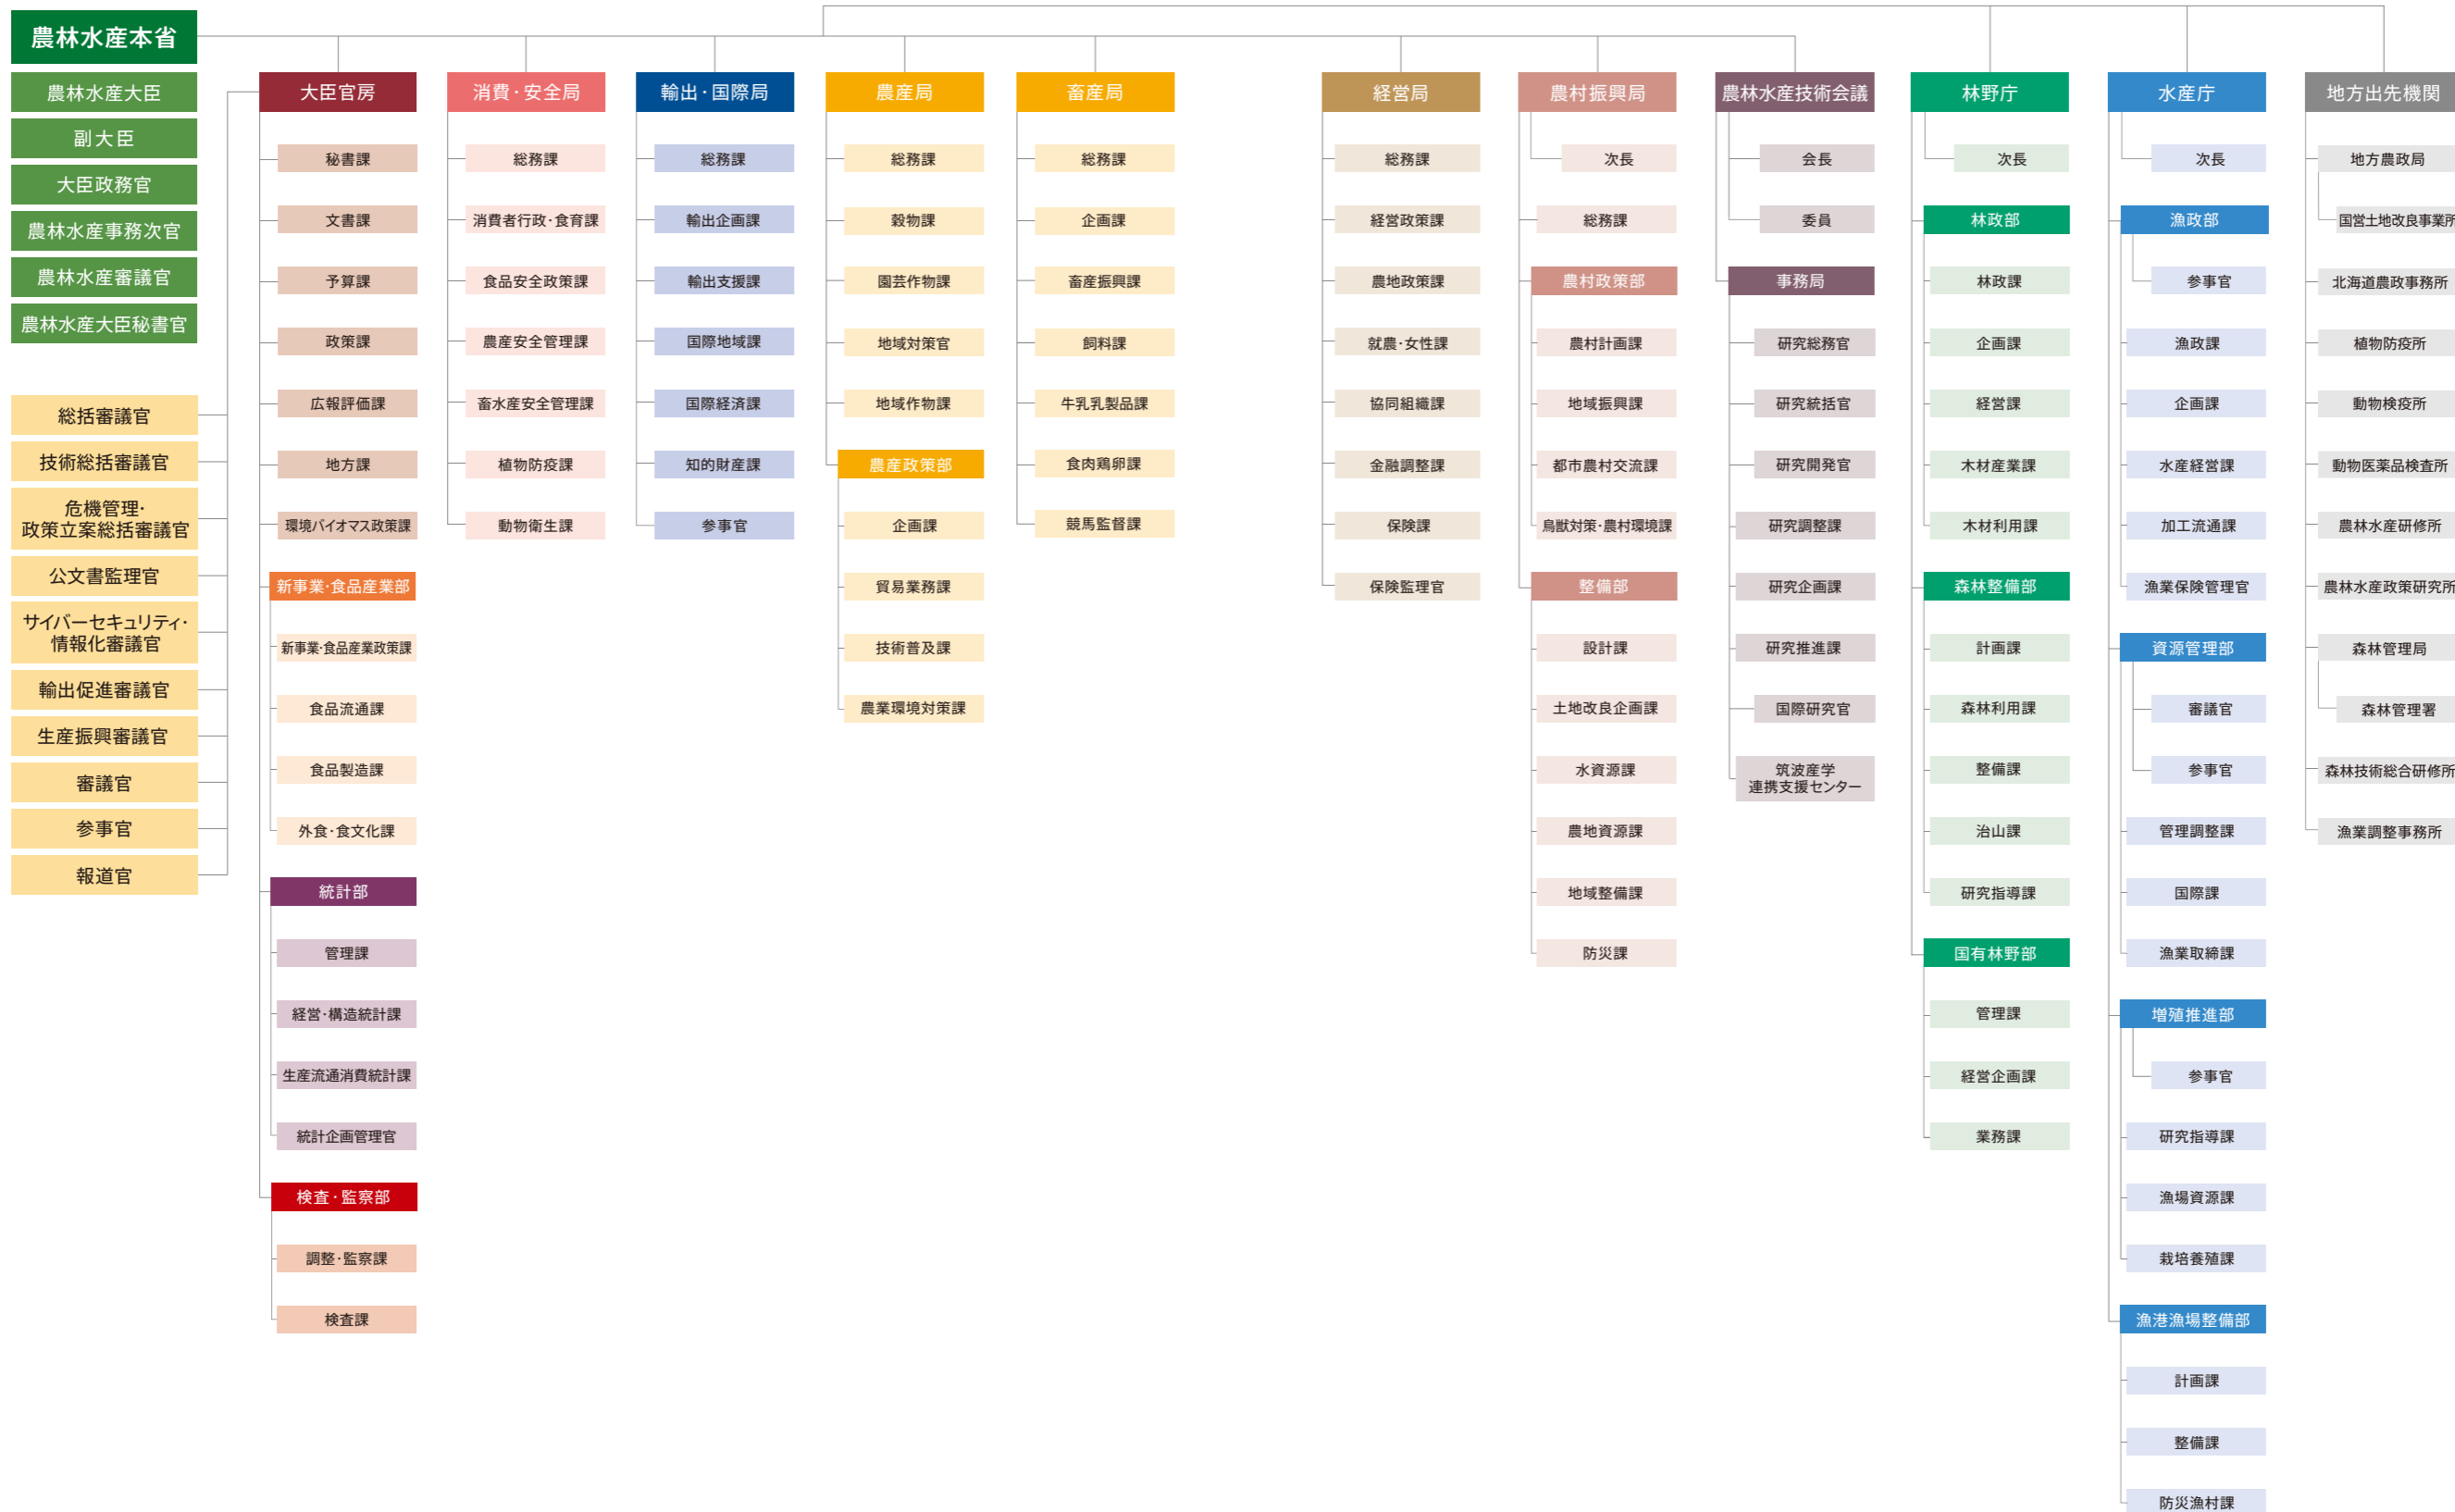 農林水産本省
農林水産大臣
副大臣
大臣政務官
農林水産事務次官
農林水産審議官
農林水産大臣秘書官
総括審議官
技術総括審議官
危機管理・
政策立案総括審議官
公文書監理官
サイバーセキュリティ・
情報化審議官
輸出促進審議官
生産振興審議官
審議官
参事官
報道官
大臣官房
秘書課
文書課
予算課
政策課
広報評価課
地方課
環境バイオマス政策課
新事業・食品産業部
新事業・食品産業政策課
食品流通課
食品製造課
外食・食文化課
統計部
管理課
経営・構造統計課
生産流通消費統計課
統計企画管理官
検査・監察部
調整・監察課
検査課
消費・安全局
総務課
消費者行政・食育課
食品安全政策課
農産安全管理課
畜水産安全管理課
植物防疫課
動物衛生課
輸出・国際局
総務課
輸出企画課
輸出支援課
国際地域課
国際経済課
知的財産課
参事官
農産局
総務課
穀物課
園芸作物課
地域対策官
地域作物課
農産政策部
企画課
貿易業務課
技術普及課
農業環境対策課
畜産局
総務課
企画課
畜産振興課
飼料課
牛乳乳製品課
食肉鶏卵課
競馬監督課
経営局
総務課
経営政策課
農地政策課
就農・女性課
協同組織課
金融調整課
保険課
保険監理官
農村振興局
次長
総務課
農村政策部
農村計画課
地域振興課
都市農村交流課
鳥獣対策・農村環境課
整備部
設計課
土地改良企画課
水資源課
農地資源課
地域整備課
防災課
農林水産技術会議
会長
委員
事務局
研究総務官
研究統括官
研究開発官
研究調整課
研究企画課
研究推進課
国際研究官
筑波産学
連携支援センター
林野庁
次長
林政部
林政課
企画課
経営課
木材産業課
木材利用課
森林整備部
計画課
森林利用課
整備課
治山課
研究指導課
国有林野部
管理課
経営企画課
業務課
水産庁
次長
漁政部
参事官
漁政課
企画課
水産経営課
加工流通課
漁業保険管理官
資源管理部
審議官
参事官
管理調整課
国際課
漁業取締課
増殖推進部
参事官
研究指導課
漁場資源課
栽培養殖課
漁港漁場整備部
計画課
整備課
防災漁村課
地方出先機関
地方農政局
国営土地改良事業所
北海道農政事務所
植物防疫所
動物検疫所
動物医薬品検査所
農林水産研修所
農林水産政策研究所
森林管理局
森林管理署
森林技術総合研修所
漁業調整事務所